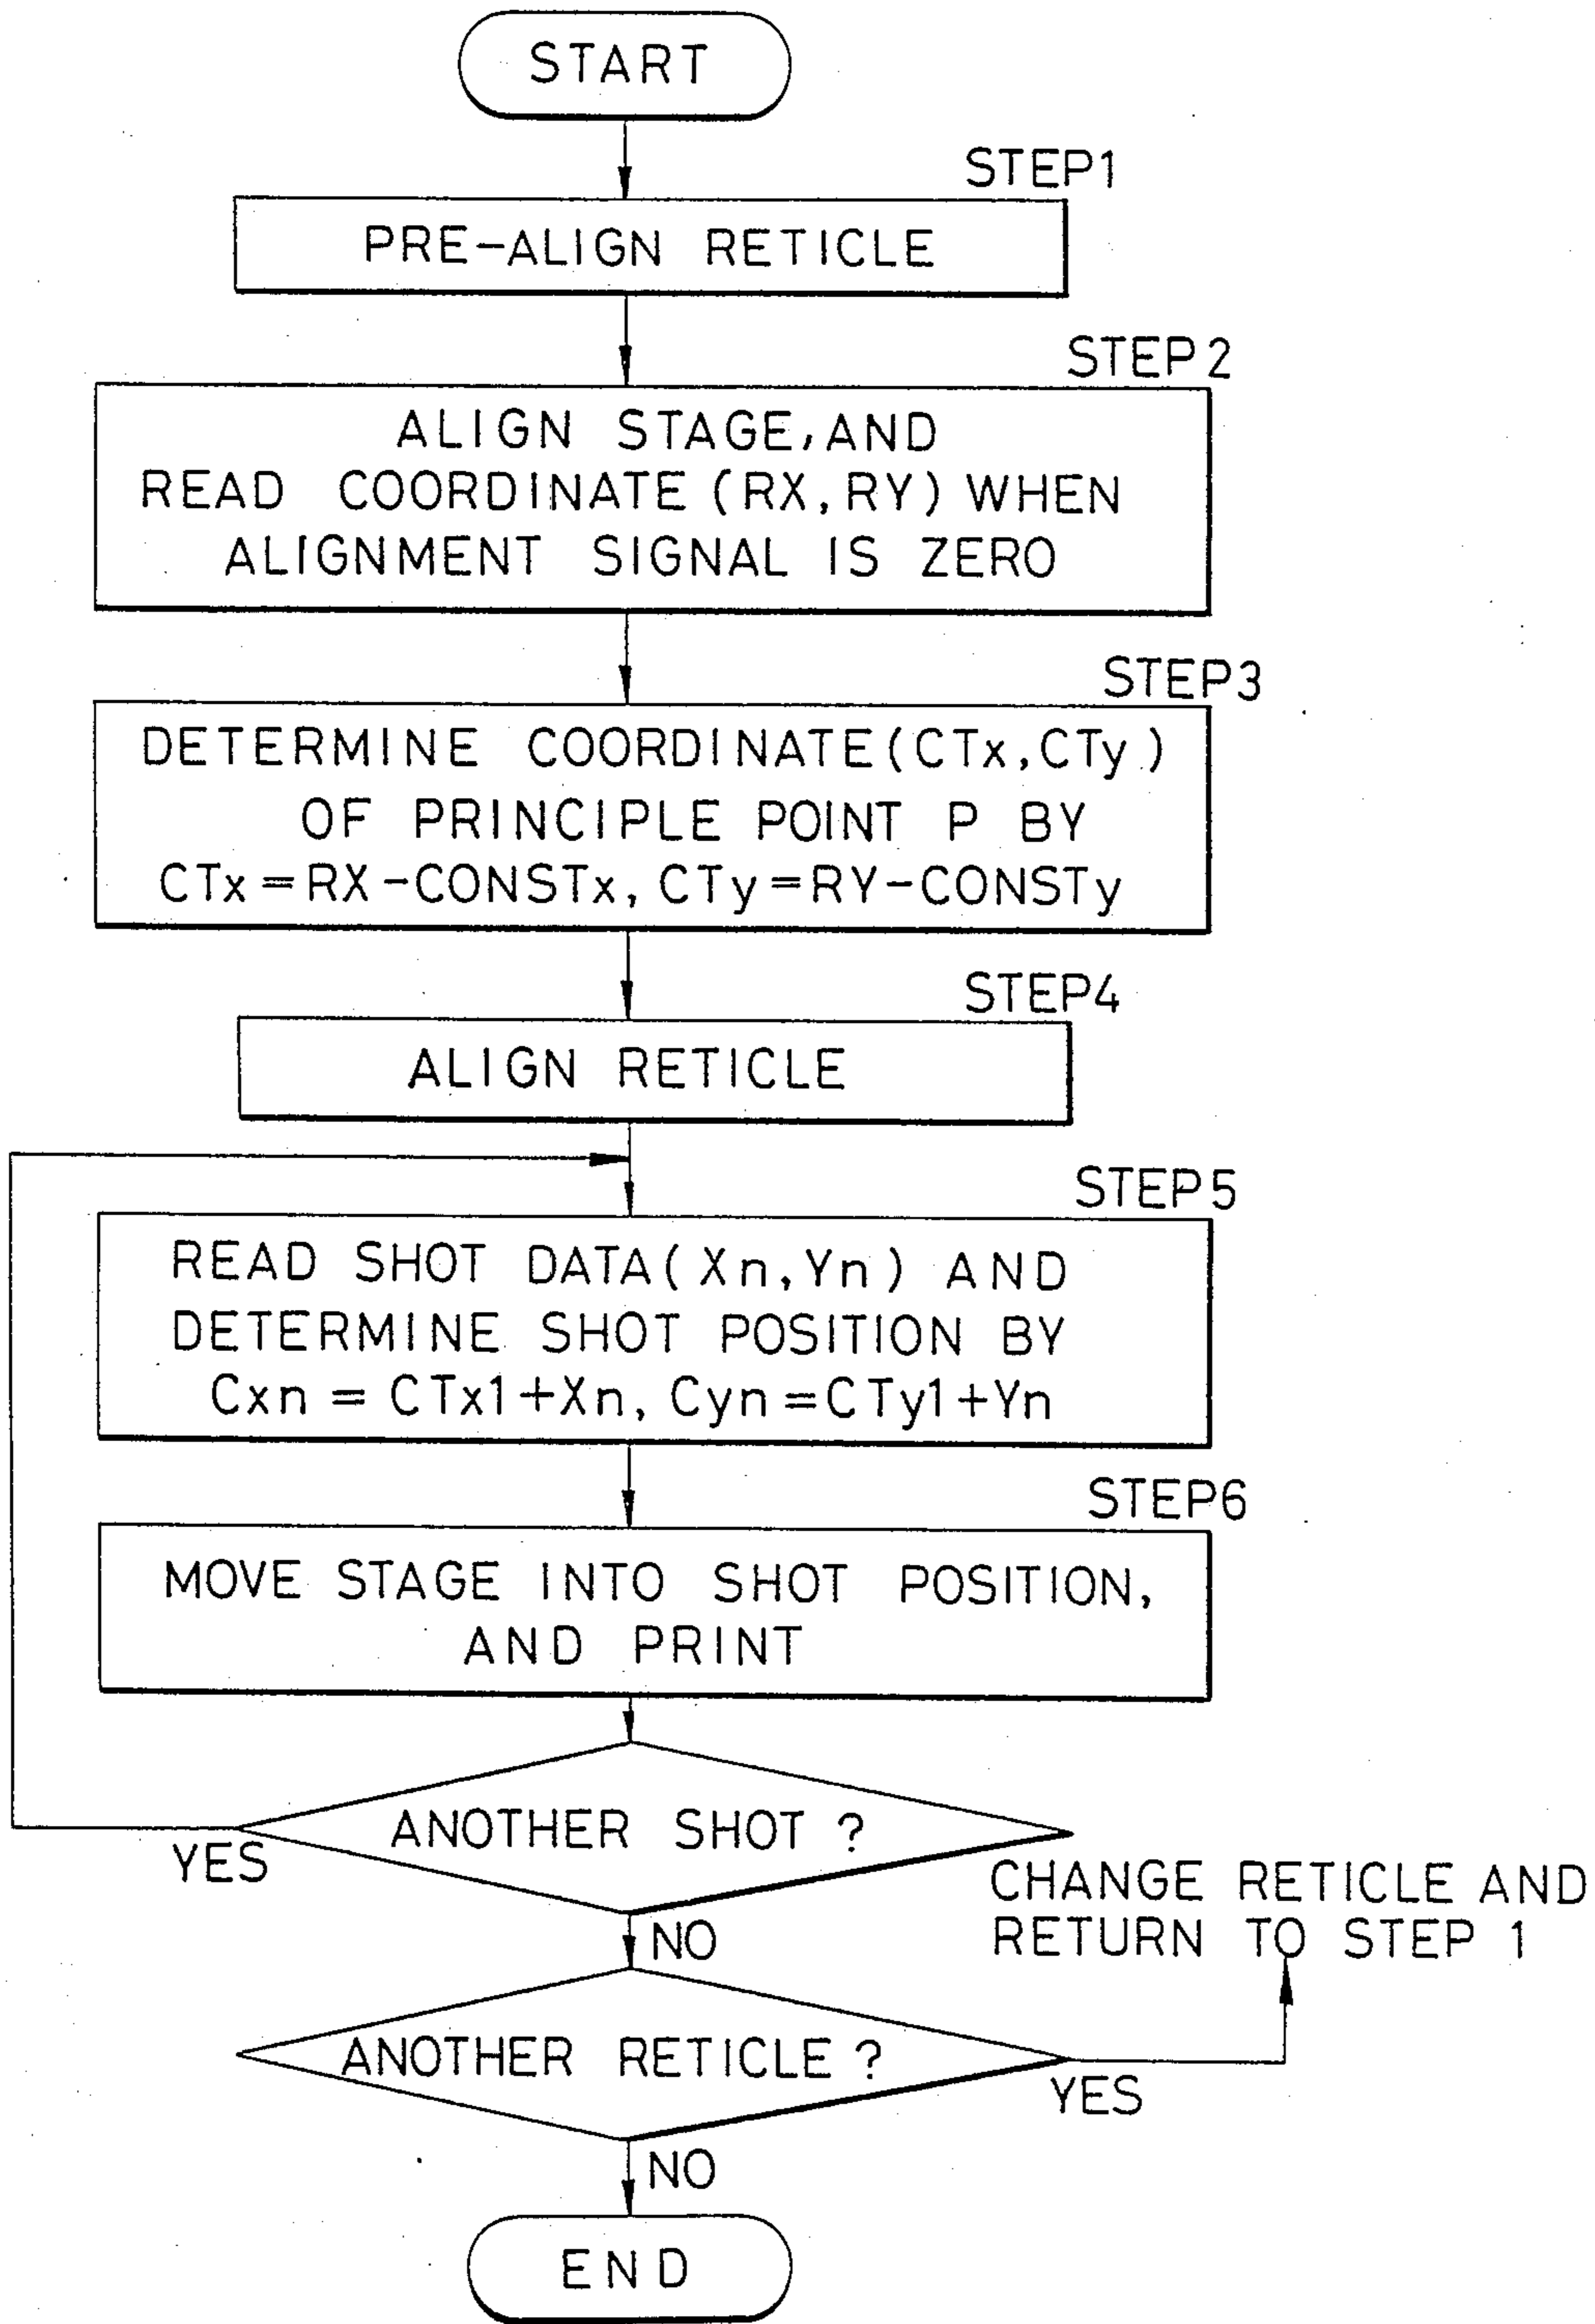 START
STEP1
PRE-ALIGN RETICLE
STEP2
ALIGN STAGE, AND
READ COORDINATE (RX, RY) WHEN
ALIGNMENT SIGNAL IS ZERO
STEP3
DETERMINE COORDINATE (CTx, CTy)
OF PRINCIPLE POINT P BY
CTx = RX-CONSTx, CTy = RY-CONSTy
STEP4
ALIGN RETICLE
STEP5
READ SHOT DATA (Xn, Yn) AND
DETERMINE SHOT POSITION BY
Cxn = CTx1+Xn, Cyn = CTy1+Yn
STEP6
MOVE STAGE INTO SHOT POSITION,
AND PRINT
ANOTHER SHOT ?
YES
NO
CHANGE RETICLE AND
RETURN TO STEP 1
ANOTHER RETICLE ?
YES
NO
END